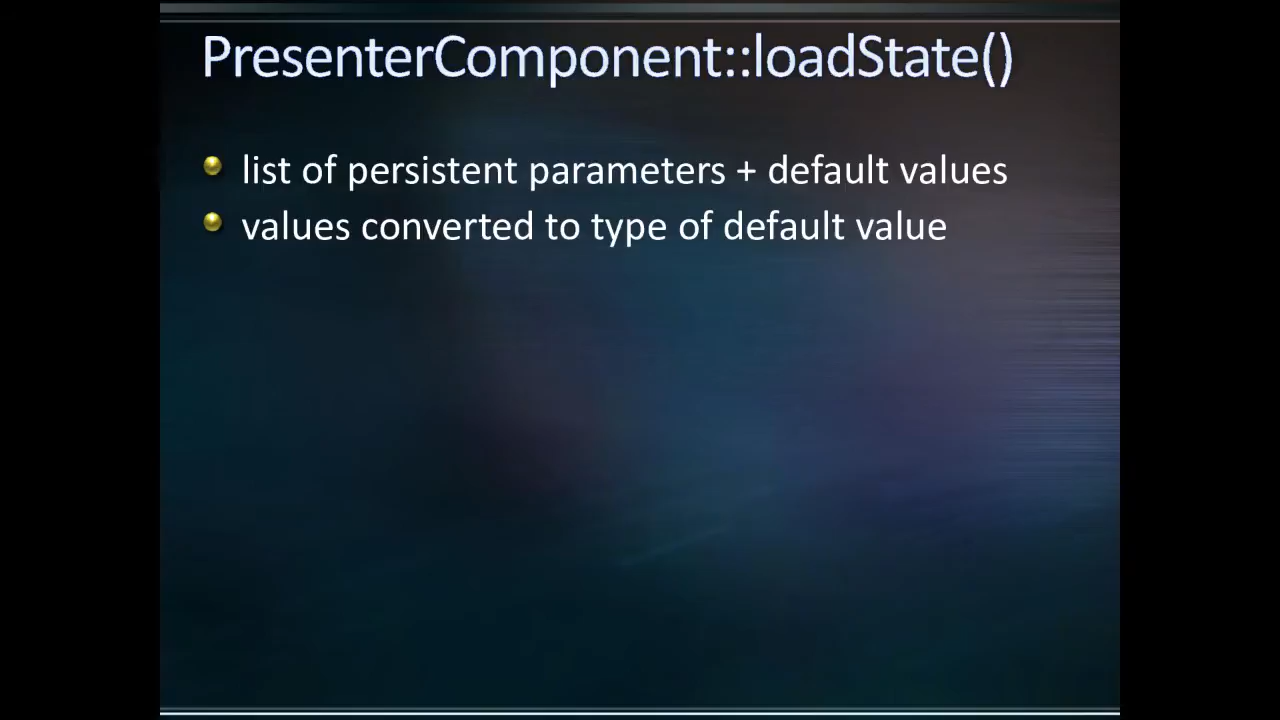 PresenterComponent::loadState()
list of persistent parameters + default values
values converted to type of default value